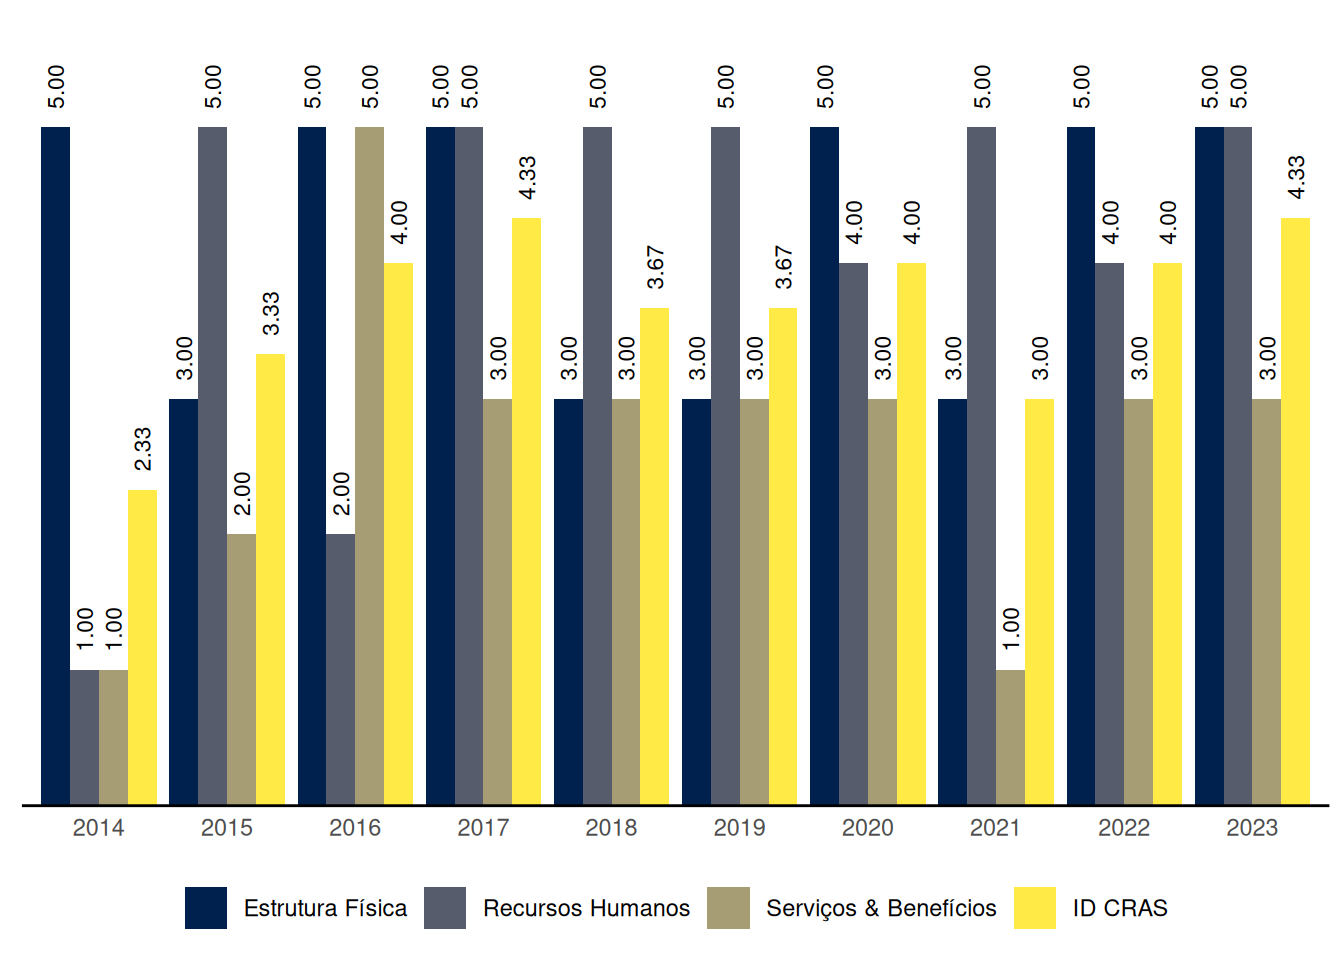 5.00 1.00 1.00 2.33
3.00 5.00 2.00 3.33
5.00 2.00 5.00 4.00
5.00 5.00 3.00 4.33
3.00 5.00 3.00 3.67
3.00 5.00 3.00 3.67
5.00 4.00 3.00 4.00
3.00 5.00 1.00 3.00
5.00 4.00 3.00 4.00
5.00 5.00 3.00 4.33
2014 2015 2016 2017 2018 2019 2020 2021 2022 2023
Estrutura Física Recursos Humanos Serviços & Benefícios ID CRAS